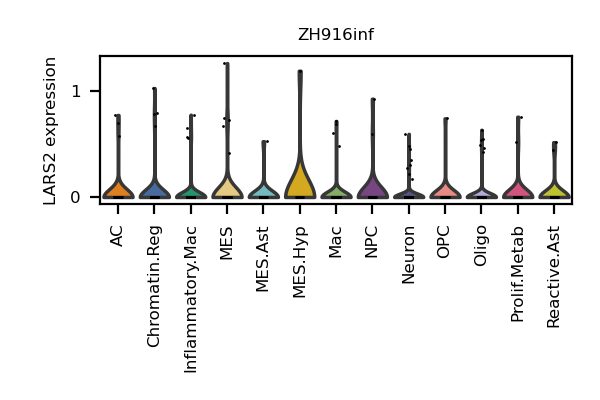 ZH916inf
LARS2 expression
1
0
AC
Chromatin.Reg
Inflammatory.Mac
MES
MES.Ast
MES.Hyp
Mac
NPC
Neuron
OPC
Oligo
Prolif.Metab
Reactive.Ast